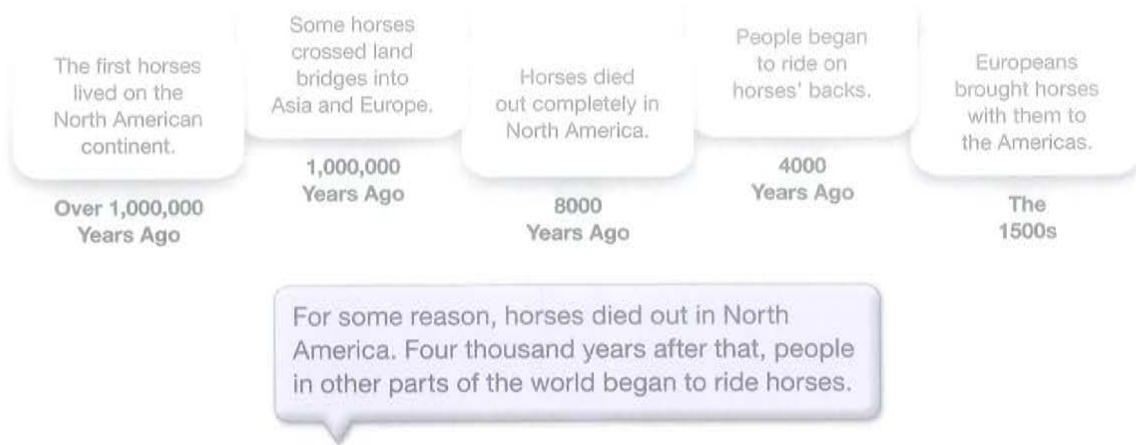 The first horses
lived on the
North American
continent.
Over 1,000,000
Years Ago
Some horses
crossed land
bridges into
Asia and Europe.
1,000,000
Years Ago
Horses died
out completely in
North America.
8000
Years Ago
People began
to ride on
horses' backs.
4000
Years Ago
Europeans
brought horses
with them to
the Americas.
The
1500s
For some reason, horses died out in North
America. Four thousand years after that, people
in other parts of the world began to ride horses.